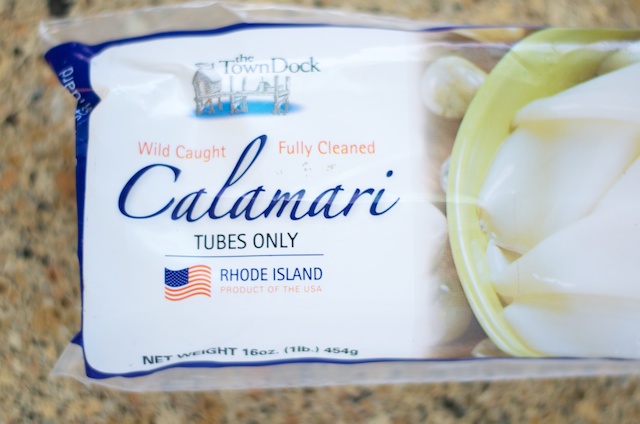 the
TownDock
Wild Caught
Fully Cleaned
Calamari
TUBES ONLY
RHODE ISLAND
PRODUCT OF THE USA
NET WEIGHT 16oz. (1lb.) 454g